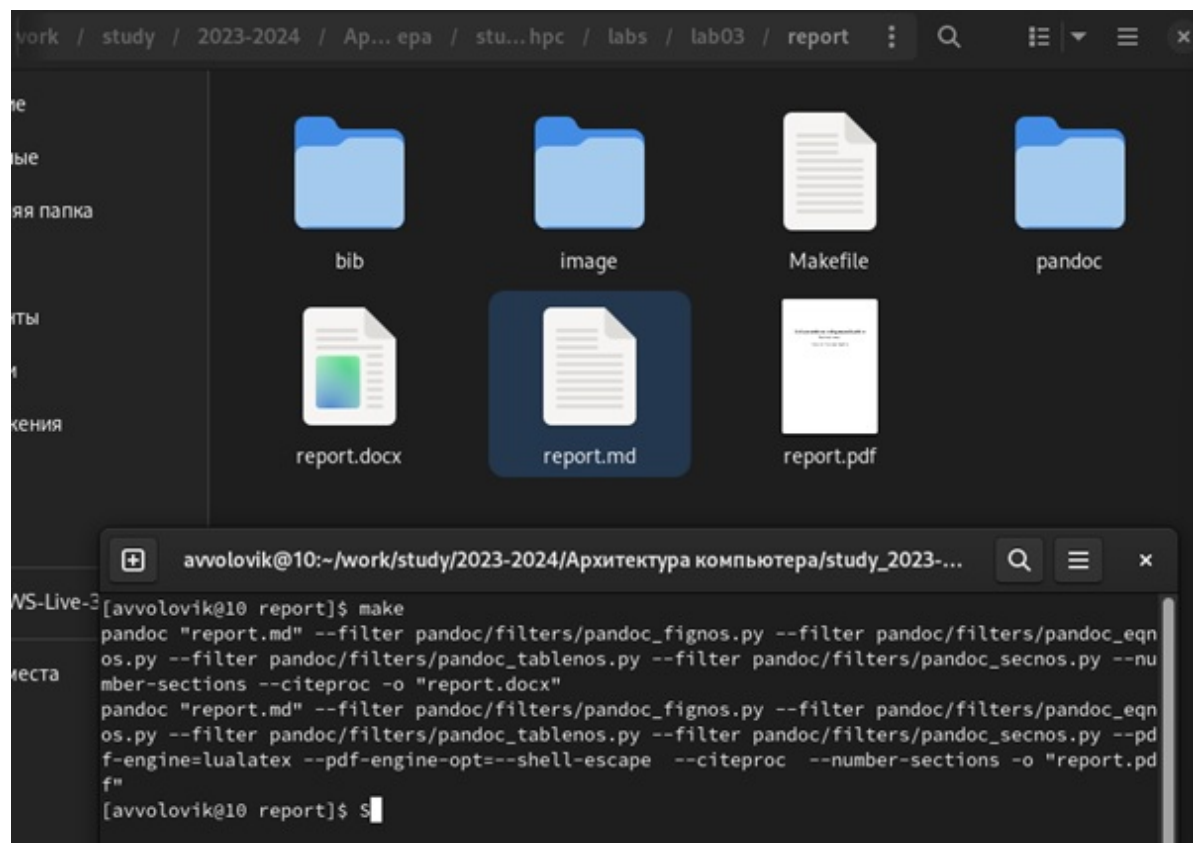 work / study / 2023-2024 / Ap... ера / stu...hpc / labs / lab03 / report
ие
ные
яя папка
нты
и
жения
WS-Live-3
места
bib
image
Makefile
pandoc
report.docx
report.md
report.pdf
avvolovik@10:~/work/study/2023-2024/Архитектура компьютера/study_2023-...
[avvolovik@10 report]$ make
pandoc "report.md" --filter pandoc/filters/pandoc_fignos.py --filter pandoc/filters/pandoc_eqn
os.py --filter pandoc/filters/pandoc_tablenos.py --filter pandoc/filters/pandoc_secnos.py --nu
mber-sections --citeproc -o "report.docx"
pandoc "report.md" --filter pandoc/filters/pandoc_fignos.py --filter pandoc/filters/pandoc_eqn
os.py --filter pandoc/filters/pandoc_tablenos.py --filter pandoc/filters/pandoc_secnos.py --pd
f-engine=lualatex --pdf-engine-opt=--shell-escape  --citeproc  --number-sections -o "report.pd
f"
[avvolovik@10 report]$ S